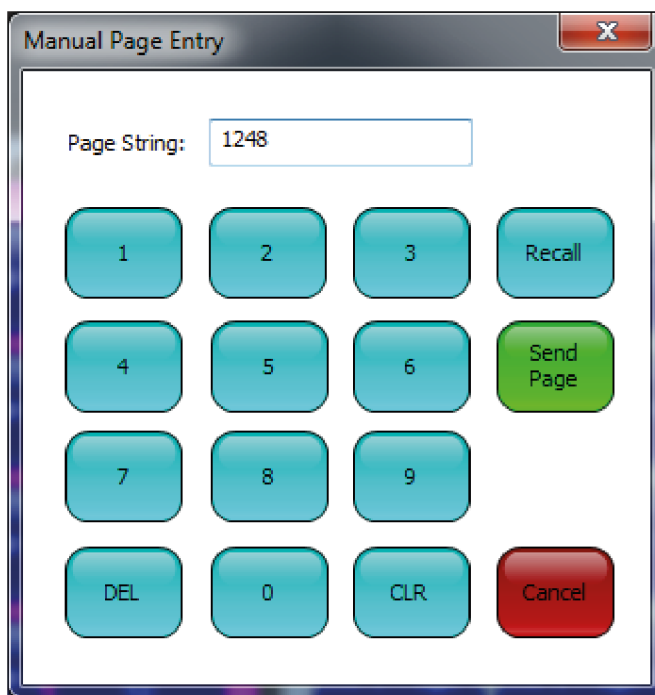 Manual Page Entry
X
Page String: 1248
1 2 3 Recall
4 5 6 Send
Page
7 8 9
DEL 0 CLR Cancel